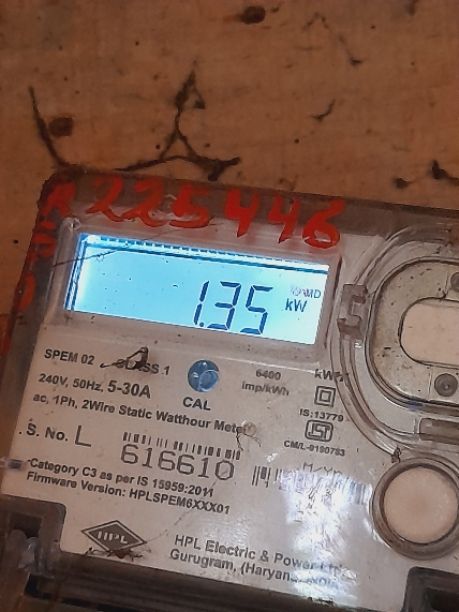 225446
1.35
MD
kW
SPEM 02 CLASS 1
240V, 50Hz, 5-30A
6400
imp/kWh
kWh
CAL
ac, 1Ph, 2Wire Static Watthour Meter
IS:13779
S. No. L
616610
Category C3 as per IS 15959:2011
Firmware Version: HPLSPEM6XXX01
HPL
HPL Electric & Power
Gurugram, (Haryana